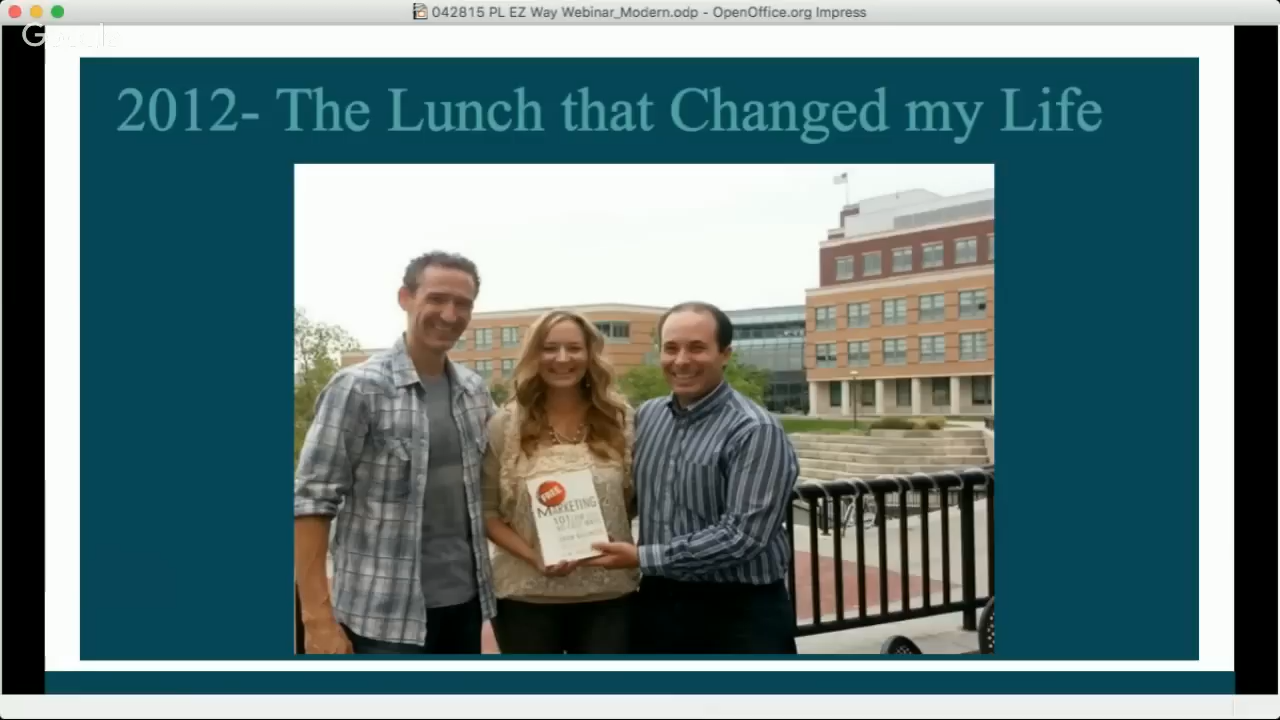 042815 PL EZ Way Webinar_Modern.odp - OpenOffice.org Impress
2012- The Lunch that Changed my Life
FREE
MARKETING
101